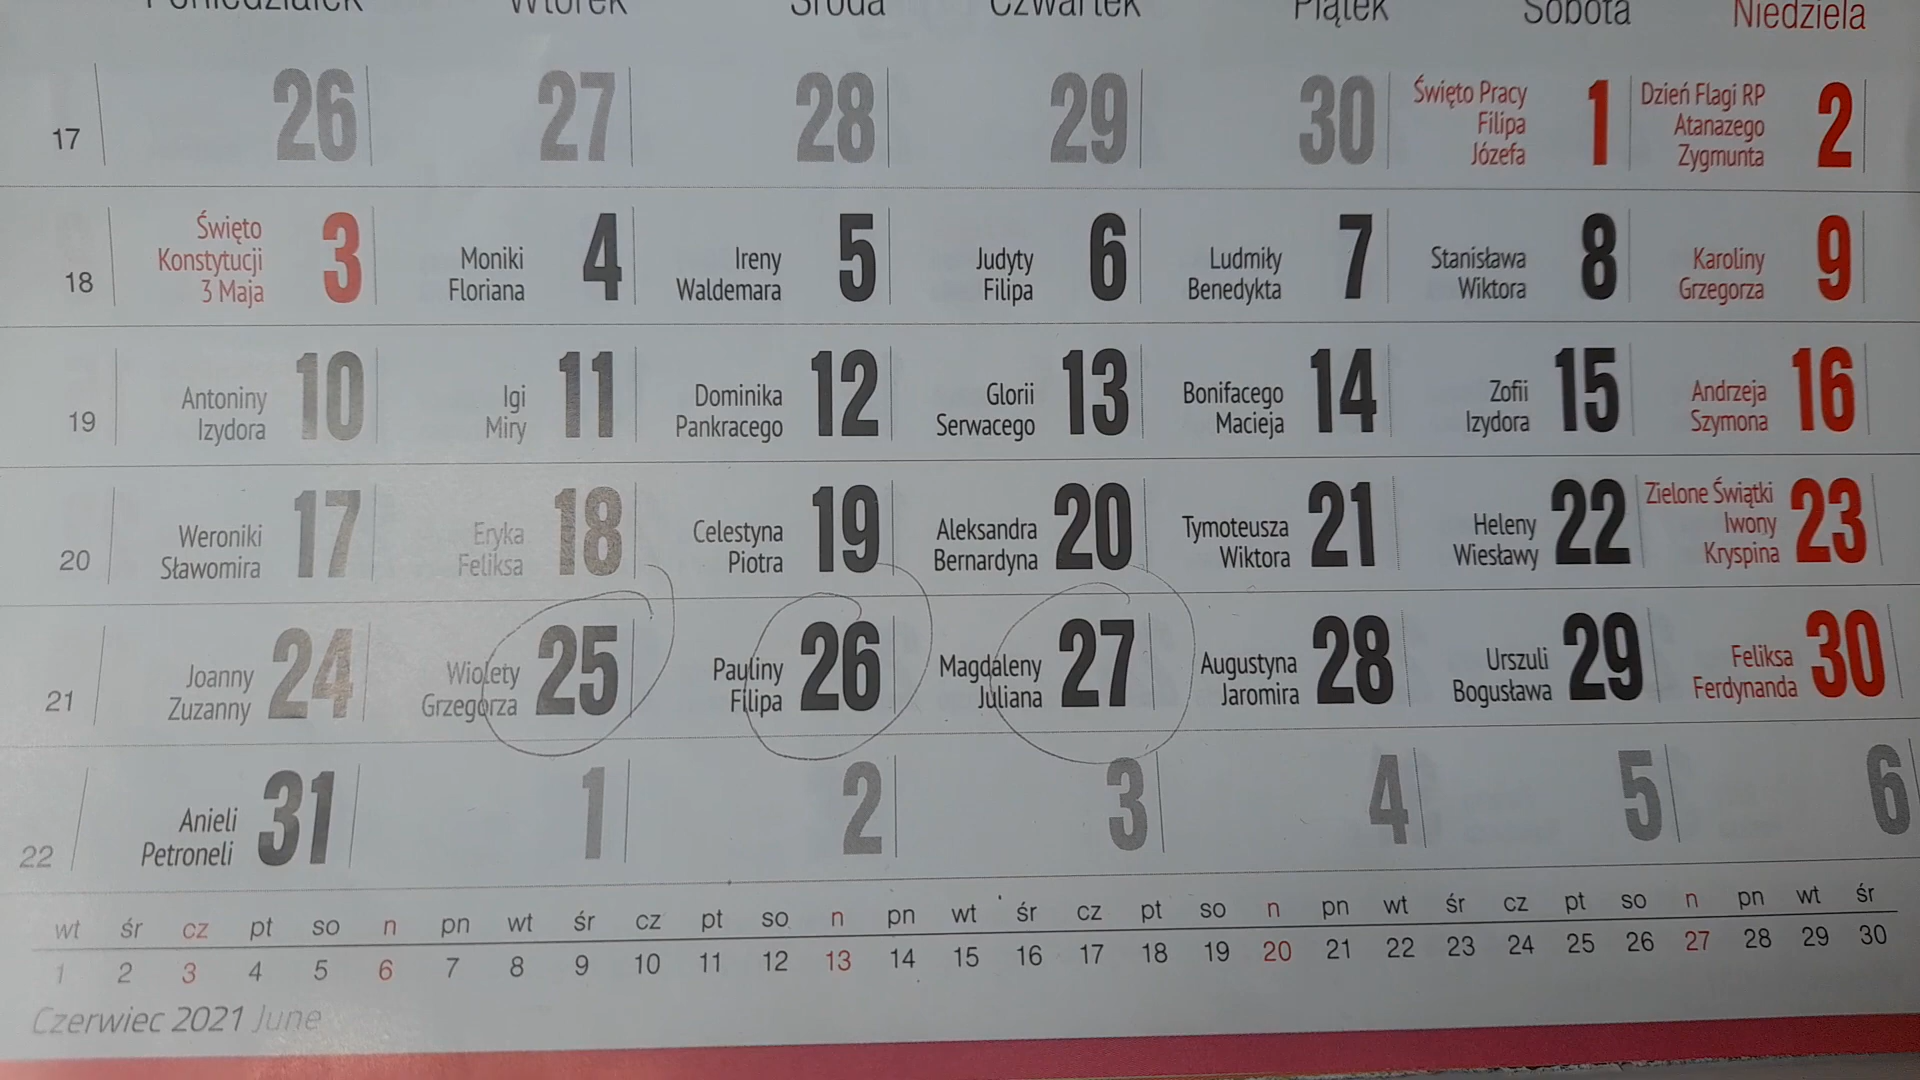 Poniedziałek Wtorek Środa Czwartek Piątek Sobota Niedziela
17 26 27 28 29 30 Święto Pracy Filipa Józefa 1 Dzień Flagi RP Atanazego Zygmunta 2
18 Święto Konstytucji 3 Maja 3 Moniki Floriana 4 Ireny Waldemara 5 Judyty Filipa 6 Ludmiły Benedykta 7 Stanisława Wiktora 8 Karoliny Grzegorza 9
19 Antoniny Izydora 10 Igi Miry 11 Dominika Pankracego 12 Glorii Serwacego 13 Bonifacego Macieja 14 Zofii Izydora 15 Andrzeja Szymona 16
20 Weroniki Sławomira 17 Eryka Feliksa 18 Celestyna Piotra 19 Aleksandra Bernardyna 20 Tymoteusza Wiktora 21 Heleny Wiesławy 22 Zielone Świątki Iwony Kryspina 23
21 Joanny Zuzanny 24 Wiolety Grzegorza 25 Pauliny Filipa 26 Magdaleny Juliana 27 Augustyna Jaromira 28 Urszuli Bogusława 29 Feliksa Ferdynanda 30
22 Anieli Petroneli 31 1 2 3 4 5 6
wt śr cz pt so n pn wt śr cz pt so n pn wt śr cz pt so n pn wt śr cz pt so n pn wt śr
1 2 3 4 5 6 7 8 9 10 11 12 13 14 15 16 17 18 19 20 21 22 23 24 25 26 27 28 29 30
Czerwiec 2021 June